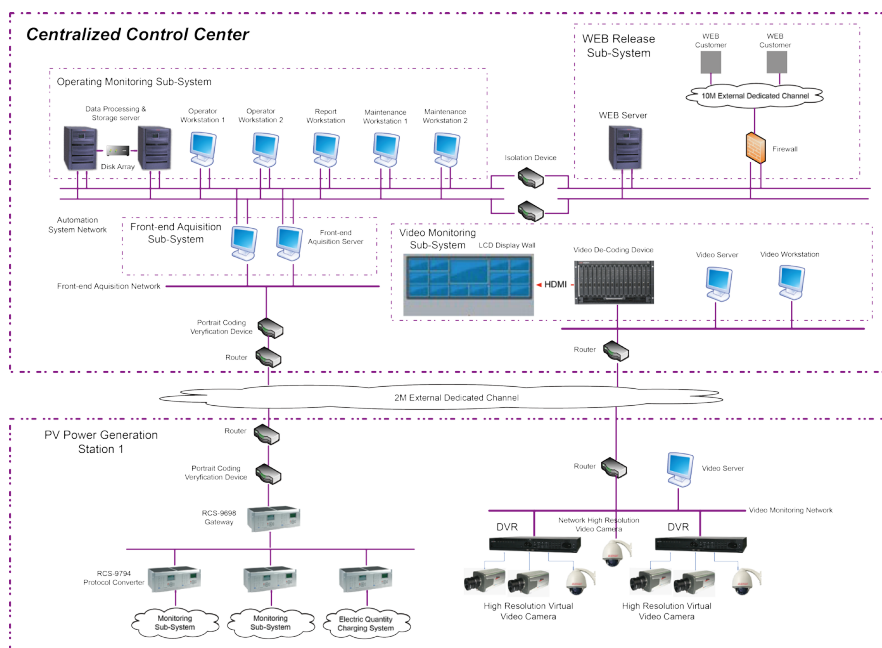 Centralized Control Center
WEB Release
Sub-System
WEB
Customer
WEB
Customer
10M External Dedicated Channel
WEB Server
Firewall
Operating Monitoring Sub-System
Data Processing &
Storage server
Disk Array
Operator
Workstation 1
Operator
Workstation 2
Report
Workstation
Maintenance
Workstation 1
Maintenance
Workstation 2
Isolation Device
Automation
System Network
Front-end Aquisition
Sub-System
Front-end
Aquisition Server
Video Monitoring
Sub-System
LCD Display Wall
HDMI
Video De-Coding Device
Video Server
Video Workstation
Front-end Aquisition Network
Portrait Coding
Veryfication Device
Router
Router
2M External Dedicated Channel
PV Power Generation
Station 1
Router
Portrait Coding
Veryfication Device
RCS-9698
Gateway
RCS-9794
Protocol Converter
Monitoring
Sub-System
Monitoring
Sub-System
Electric Quantity
Charging System
Router
Video Server
Video Monitoring Network
DVR
Network High Resolution
Video Camera
DVR
High Resolution Virtual
Video Camera
High Resolution Virtual
Video Camera